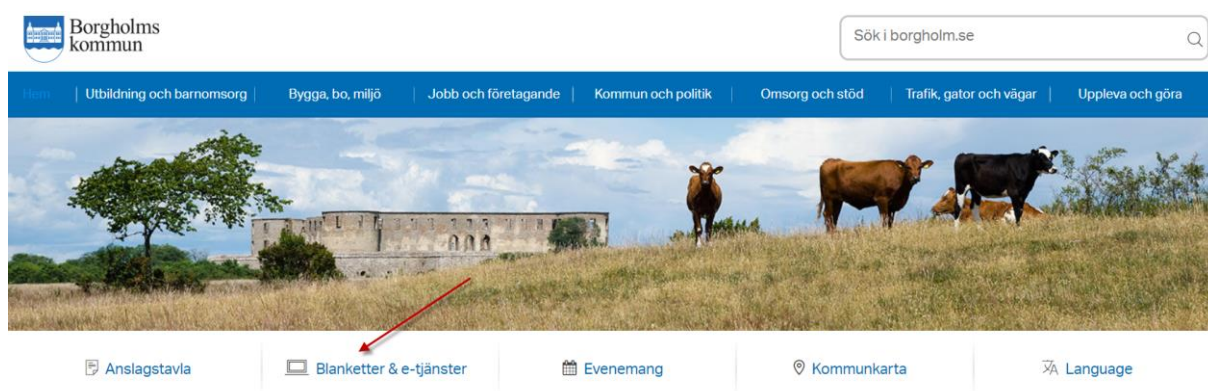 Borgholms
kommun
Sök i borgholm.se
Hem | Utbildning och barnomsorg | Bygga, bo, miljö | Jobb och företagande | Kommun och politik | Omsorg och stöd | Trafik, gator och vägar | Uppleva och göra
Anslagstavla Blanketter & e-tjänster Evenemang Kommunkarta Language